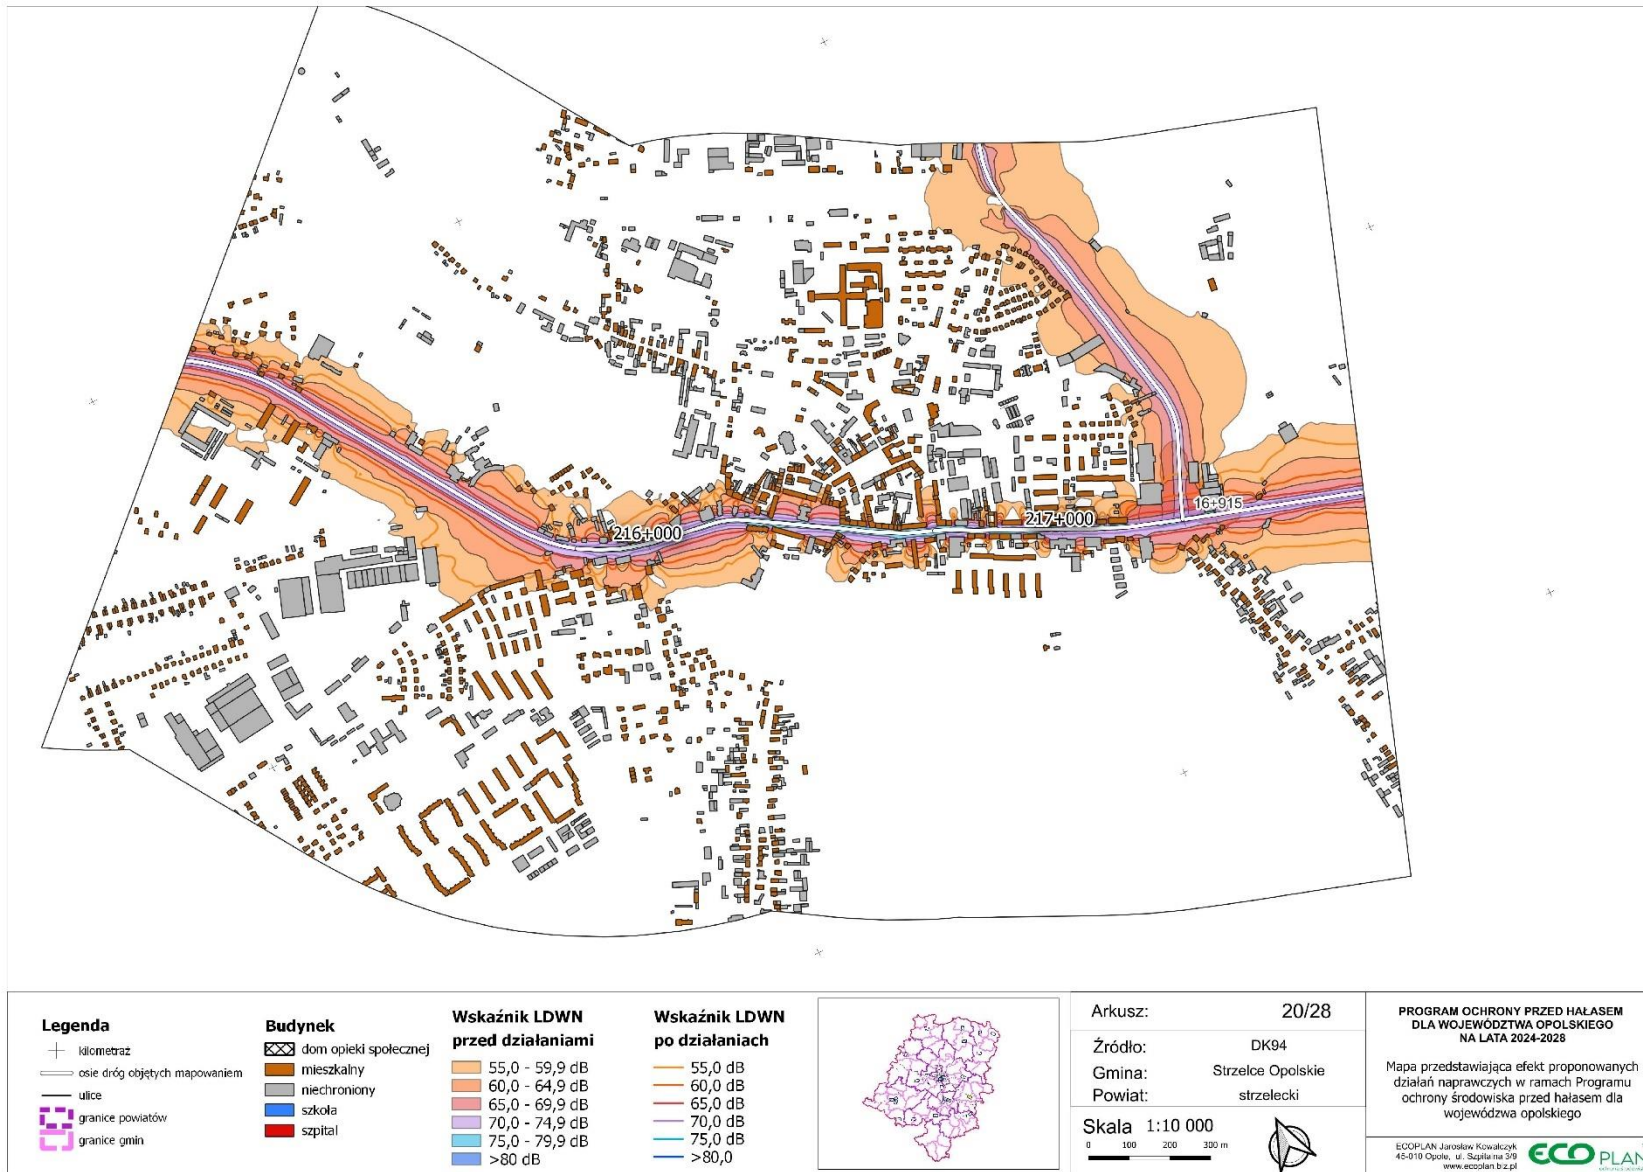 216+000
217+000
16+915
Legenda
kilometraż
osie dróg objętych mapowaniem
ulice
granice powiatów
granice gmin
Budynek
dom opieki społecznej
mieszkalny
niechroniony
szkoła
szpital
Wskaźnik LDWN
przed działaniami
55,0 - 59,9 dB
60,0 - 64,9 dB
65,0 - 69,9 dB
70,0 - 74,9 dB
75,0 - 79,9 dB
>80 dB
Wskaźnik LDWN
po działaniach
55,0 dB
60,0 dB
65,0 dB
70,0 dB
75,0 dB
>80,0
Arkusz: 20/28
Źródło: DK94
Gmina: Strzelce Opolskie
Powiat: strzelecki
Skala 1:10 000
0 100 200 300 m
PROGRAM OCHRONY PRZED HAŁASEM
DLA WOJEWÓDZTWA OPOLSKIEGO
NA LATA 2024-2028
Mapa przedstawiająca efekt proponowanych
działań naprawczych w ramach Programu
ochrony środowiska przed hałasem dla
województwa opolskiego
ECOPLAN Jarosław Kowalczyk
45-010 Opole, ul. Szpitalna 3/9
www.ecoplan.biz.pl
ECO PLAN